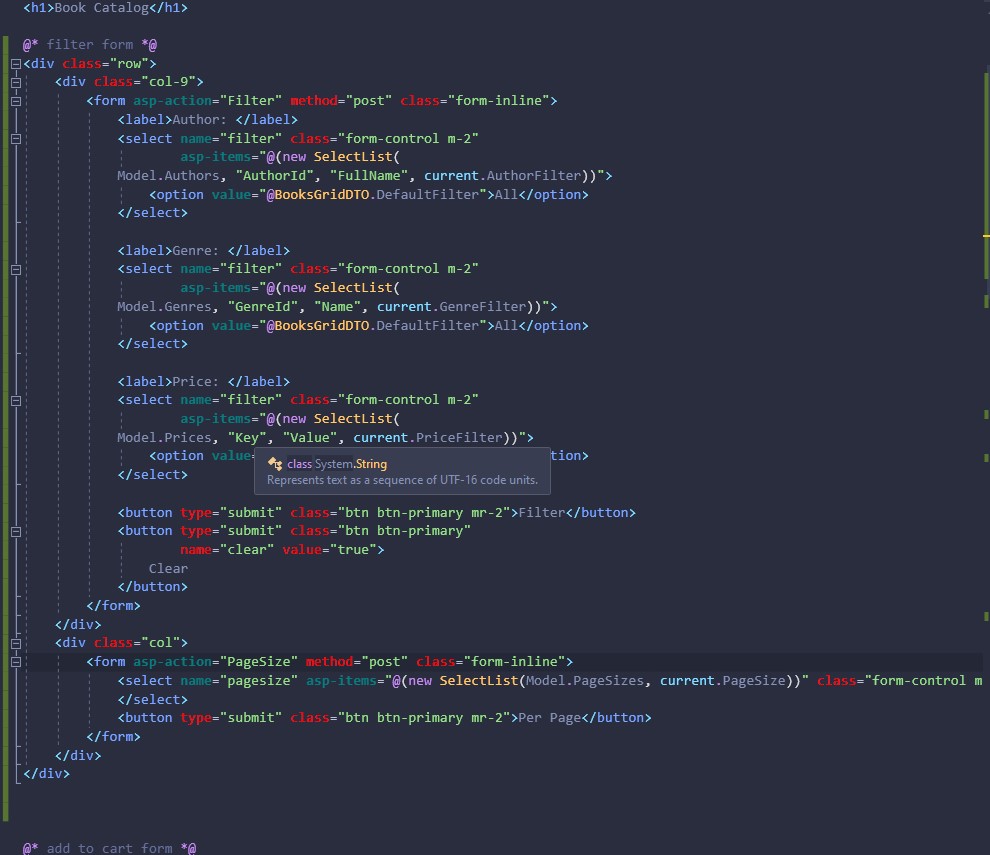 <h1>Book Catalog</h1>
@* filter form *@
<div class="row">
<div class="col-9">
<form asp-action="Filter" method="post" class="form-inline">
<label>Author: </label>
<select name="filter" class="form-control m-2"
asp-items="@(new SelectList(
Model.Authors, "AuthorId", "FullName", current.AuthorFilter))">
<option value="@BooksGridDTO.DefaultFilter">All</option>
</select>
<label>Genre: </label>
<select name="filter" class="form-control m-2"
asp-items="@(new SelectList(
Model.Genres, "GenreId", "Name", current.GenreFilter))">
<option value="@BooksGridDTO.DefaultFilter">All</option>
</select>
<label>Price: </label>
<select name="filter" class="form-control m-2"
asp-items="@(new SelectList(
Model.Prices, "Key", "Value", current.PriceFilter))">
<option value= tion>
class System.String
Represents text as a sequence of UTF-16 code units.
</select>
<button type="submit" class="btn btn-primary mr-2">Filter</button>
<button type="submit" class="btn btn-primary"
name="clear" value="true">
Clear
</button>
</form>
</div>
<div class="col">
<form asp-action="PageSize" method="post" class="form-inline">
<select name="pagesize" asp-items="@(new SelectList(Model.PageSizes, current.PageSize))" class="form-control m
</select>
<button type="submit" class="btn btn-primary mr-2">Per Page</button>
</form>
</div>
</div>
@* add to cart form *@